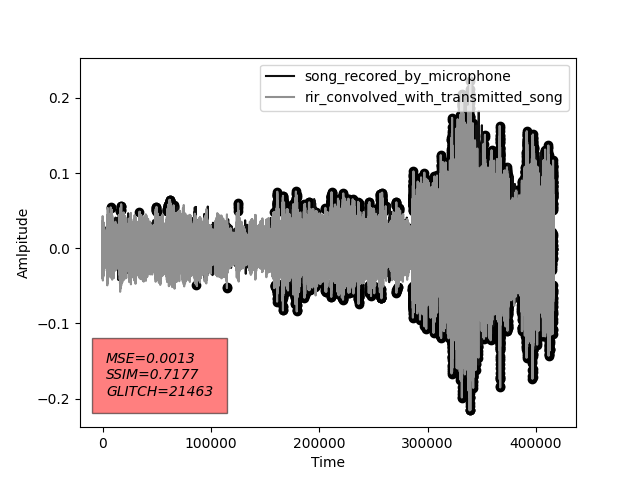 song_recored_by_microphone
rir_convolved_with_transmitted_song
0.2
0.1
0.0
−0.1
−0.2
Amlpitude
MSE=0.0013
SSIM=0.7177
GLITCH=21463
0 100000 200000 300000 400000
Time